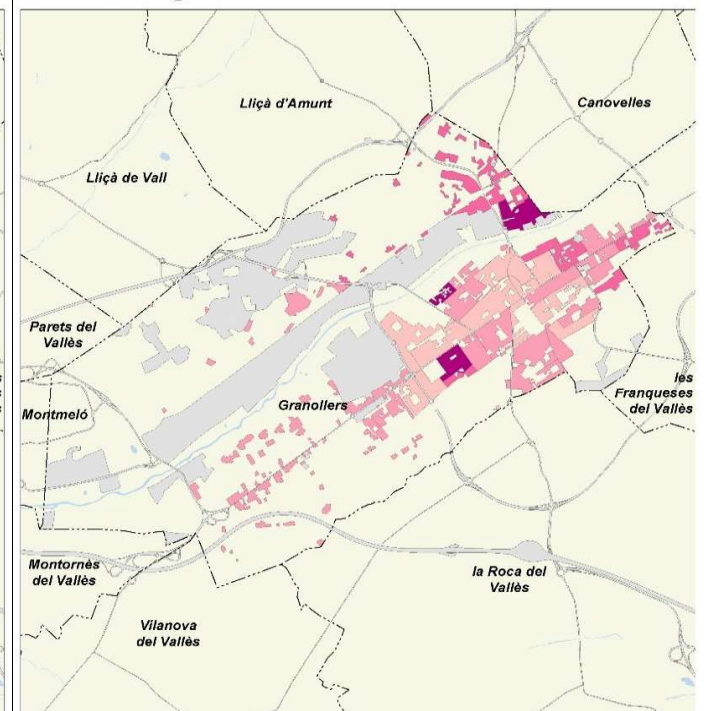 Lliçà d'Amunt
Canovelles
Lliçà de Vall
Parets del
Vallès
les
Franqueses
del Vallès
Granollers
Montmeló
Montornès
del Vallès
la Roca del
Vallès
Vilanova
del Vallès